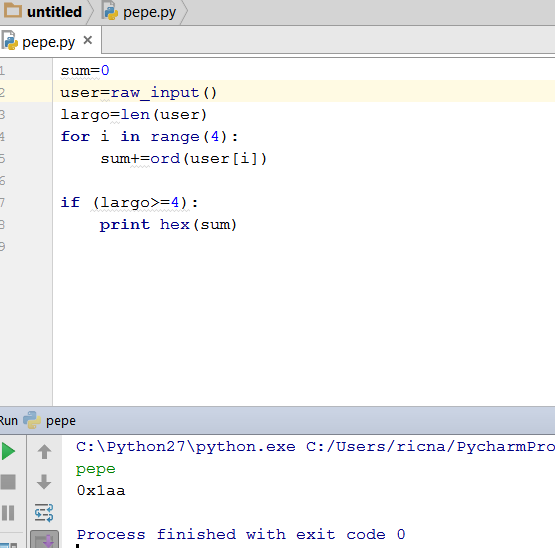 untitled pepe.py
pepe.py ×
1 sum=0
2 user=raw_input()
3 largo=len(user)
4 for i in range(4):
5 sum+=ord(user[i])
6
7 if (largo>=4):
8 print hex(sum)
9
Run pepe
C:\Python27\python.exe C:/Users/ricna/PycharmPro
pepe
0x1aa
Process finished with exit code 0